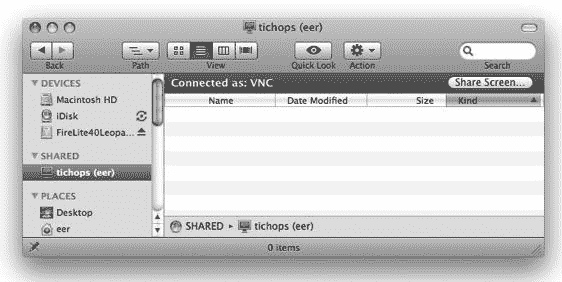 tichops (eer)
Back Path View Quick Look Action Search
DEVICES
Macintosh HD
iDisk
FireLite40Leopa...
SHARED
tichops (eer)
PLACES
Desktop
eer
Connected as: VNC Share Screen...
Name Date Modified Size Kind
SHARED tichops (eer)
0 items